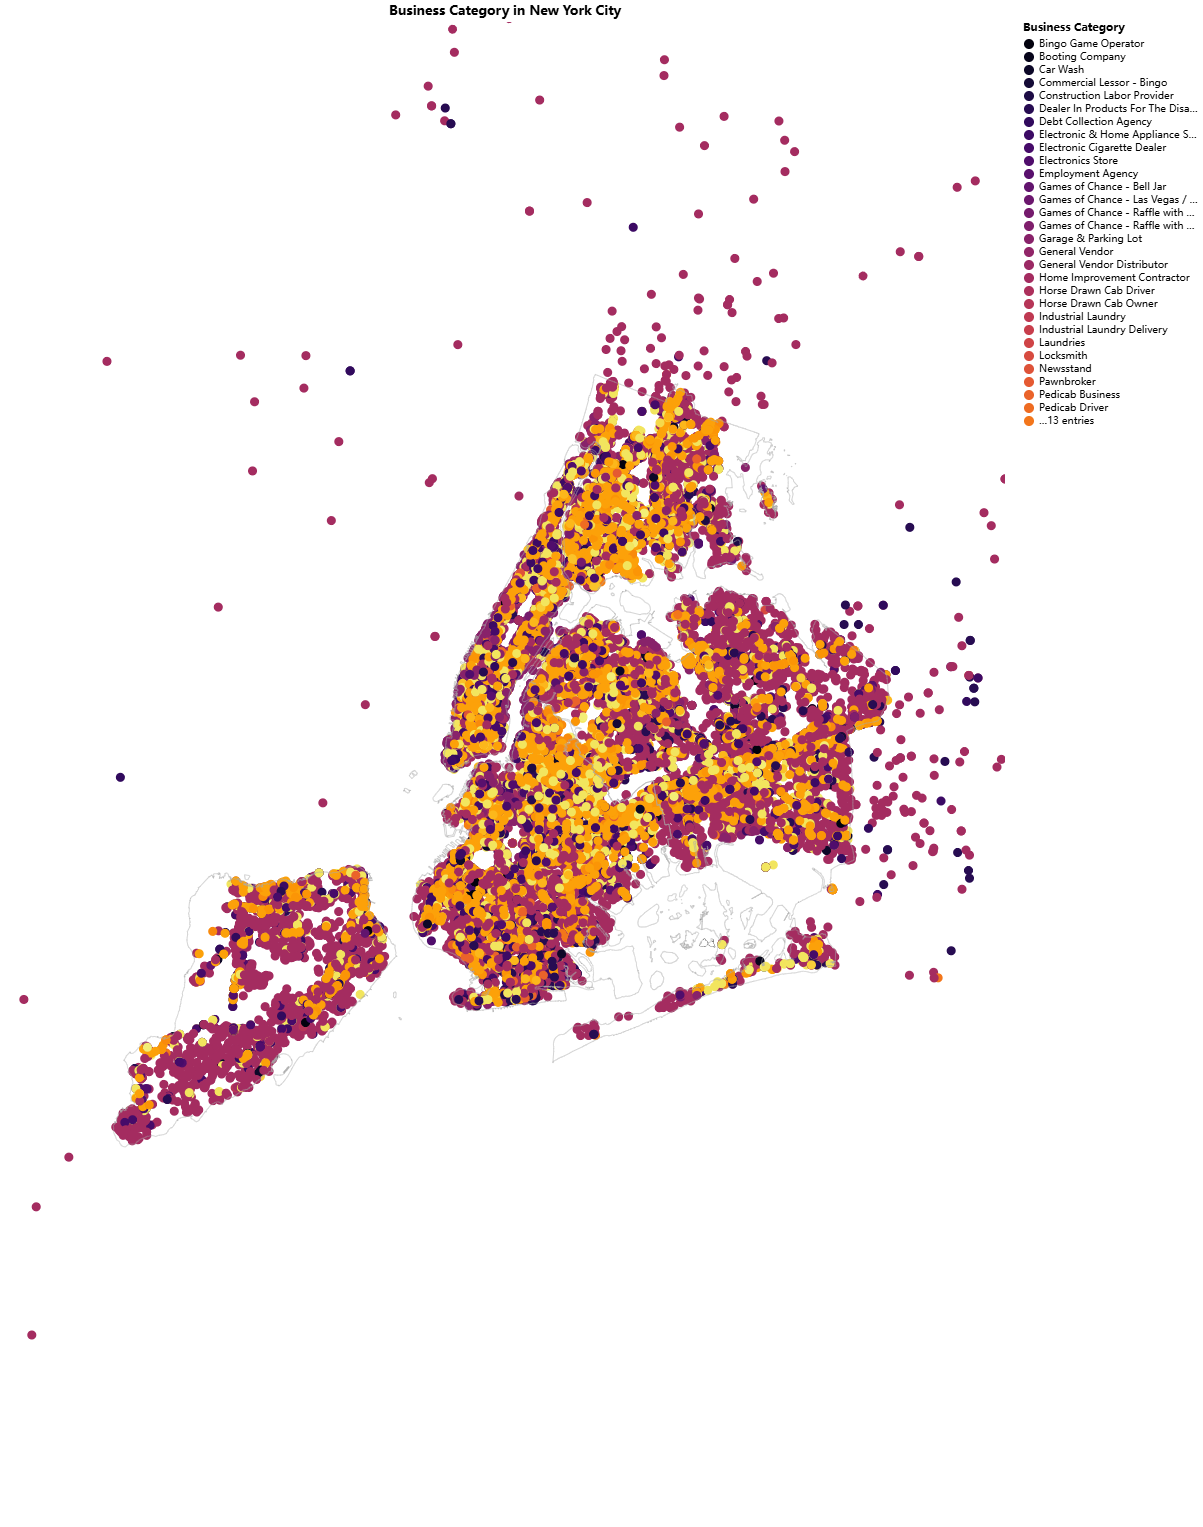 Business Category in New York City
Business Category
Bingo Game Operator
Booting Company
Car Wash
Commercial Lessor - Bingo
Construction Labor Provider
Dealer In Products For The Disa...
Debt Collection Agency
Electronic & Home Appliance S...
Electronic Cigarette Dealer
Electronics Store
Employment Agency
Games of Chance - Bell Jar
Games of Chance - Las Vegas / ...
Games of Chance - Raffle with ...
Games of Chance - Raffle with ...
Garage & Parking Lot
General Vendor
General Vendor Distributor
Home Improvement Contractor
Horse Drawn Cab Driver
Horse Drawn Cab Owner
Industrial Laundry
Industrial Laundry Delivery
Laundries
Locksmith
Newsstand
Pawnbroker
Pedicab Business
Pedicab Driver
...13 entries